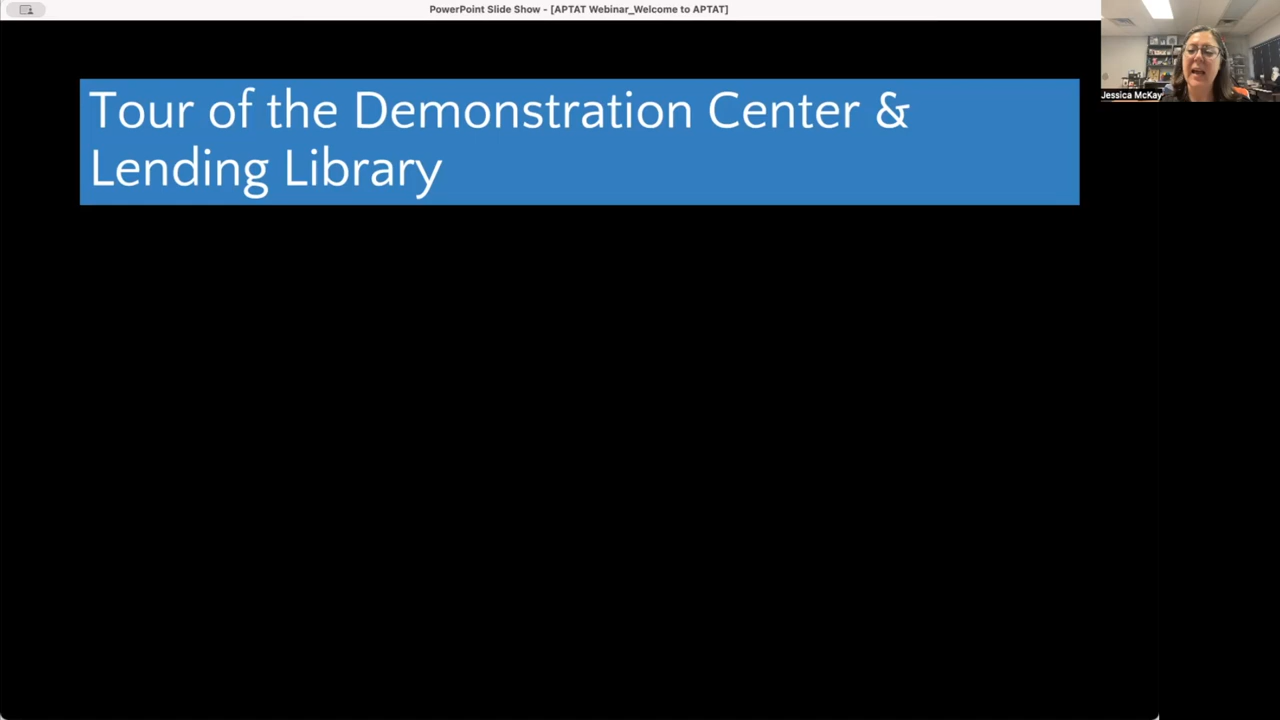 PowerPoint Slide Show - [APTAT Webinar_Welcome to APTAT]
Tour of the Demonstration Center &
Lending Library
Jessica McKay